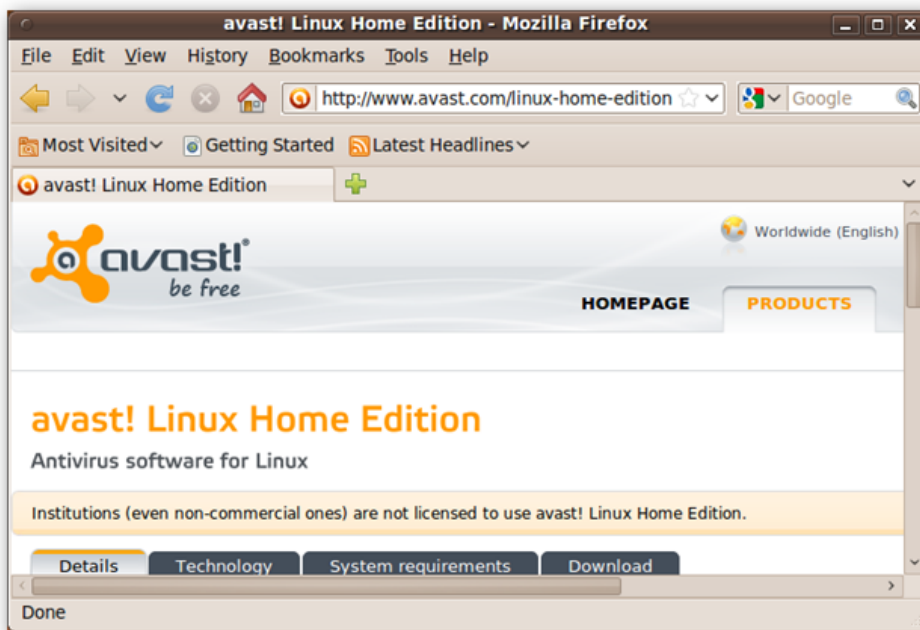 avast! Linux Home Edition - Mozilla Firefox
File Edit View History Bookmarks Tools Help
http://www.avast.com/linux-home-edition Google
Most Visited Getting Started Latest Headlines
avast! Linux Home Edition
Worldwide (English)
avast!®
be free
HOMEPAGE PRODUCTS
avast! Linux Home Edition
Antivirus software for Linux
Institutions (even non-commercial ones) are not licensed to use avast! Linux Home Edition.
Details Technology System requirements Download
Done